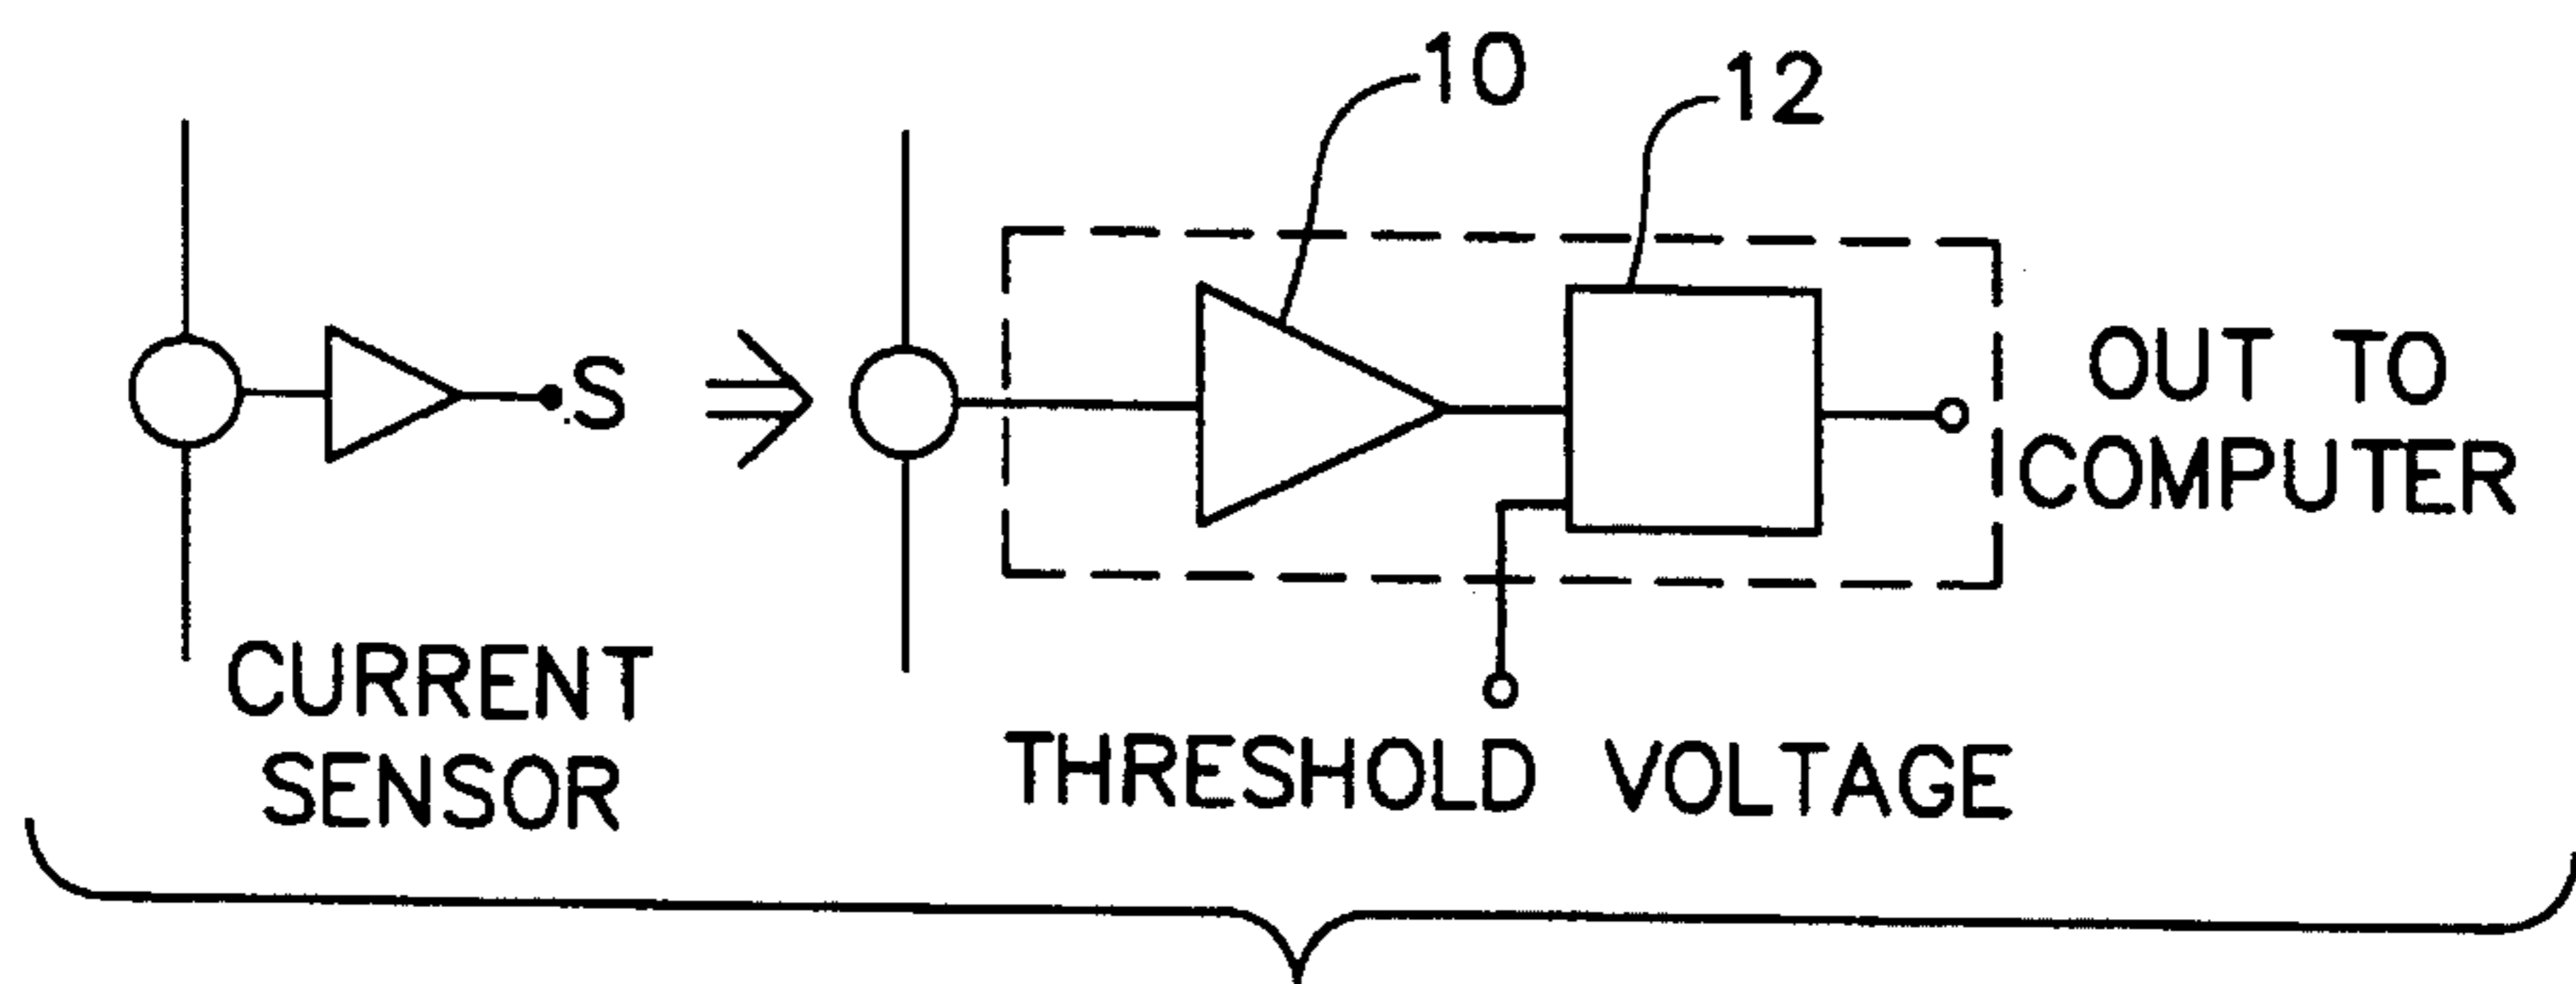 10
12
S
OUT TO
COMPUTER
CURRENT
SENSOR
THRESHOLD VOLTAGE